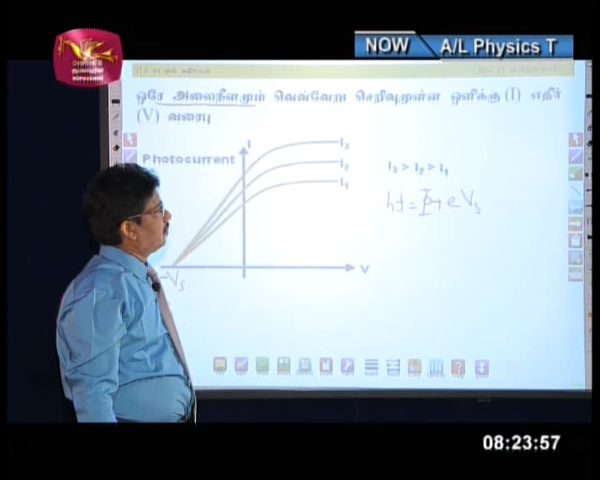 NOW A/L Physics T
ஒரே அலைநீளமும் வெவ்வேறு செறிவுமுள்ள ஒளிக்கு (I) எதிர்
(V) வரைபு
I
Photocurrent
I₃
I₂
I₁
I₃ > I₂ > I₁
hf = Φ + eVₛ
V
-Vₛ
08:23:57